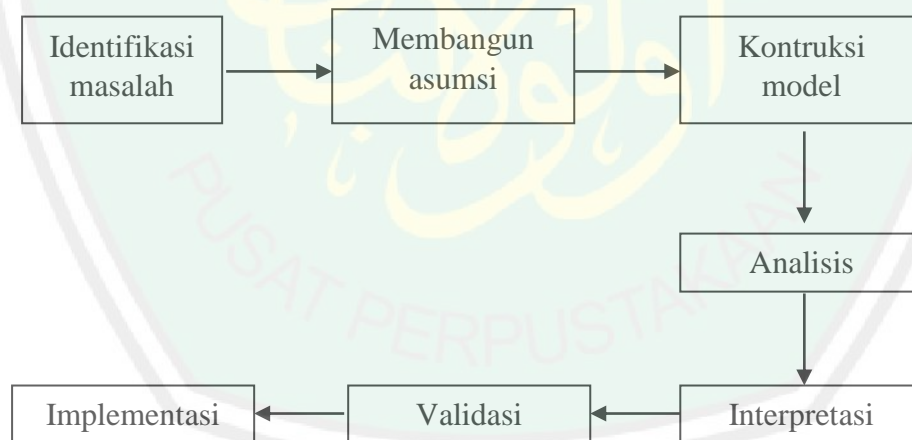 Identifikasi
masalah
Membangun
asumsi
Kontruksi
model
Analisis
Interpretasi
Validasi
Implementasi
PUSAT PERPUSTAKAAN